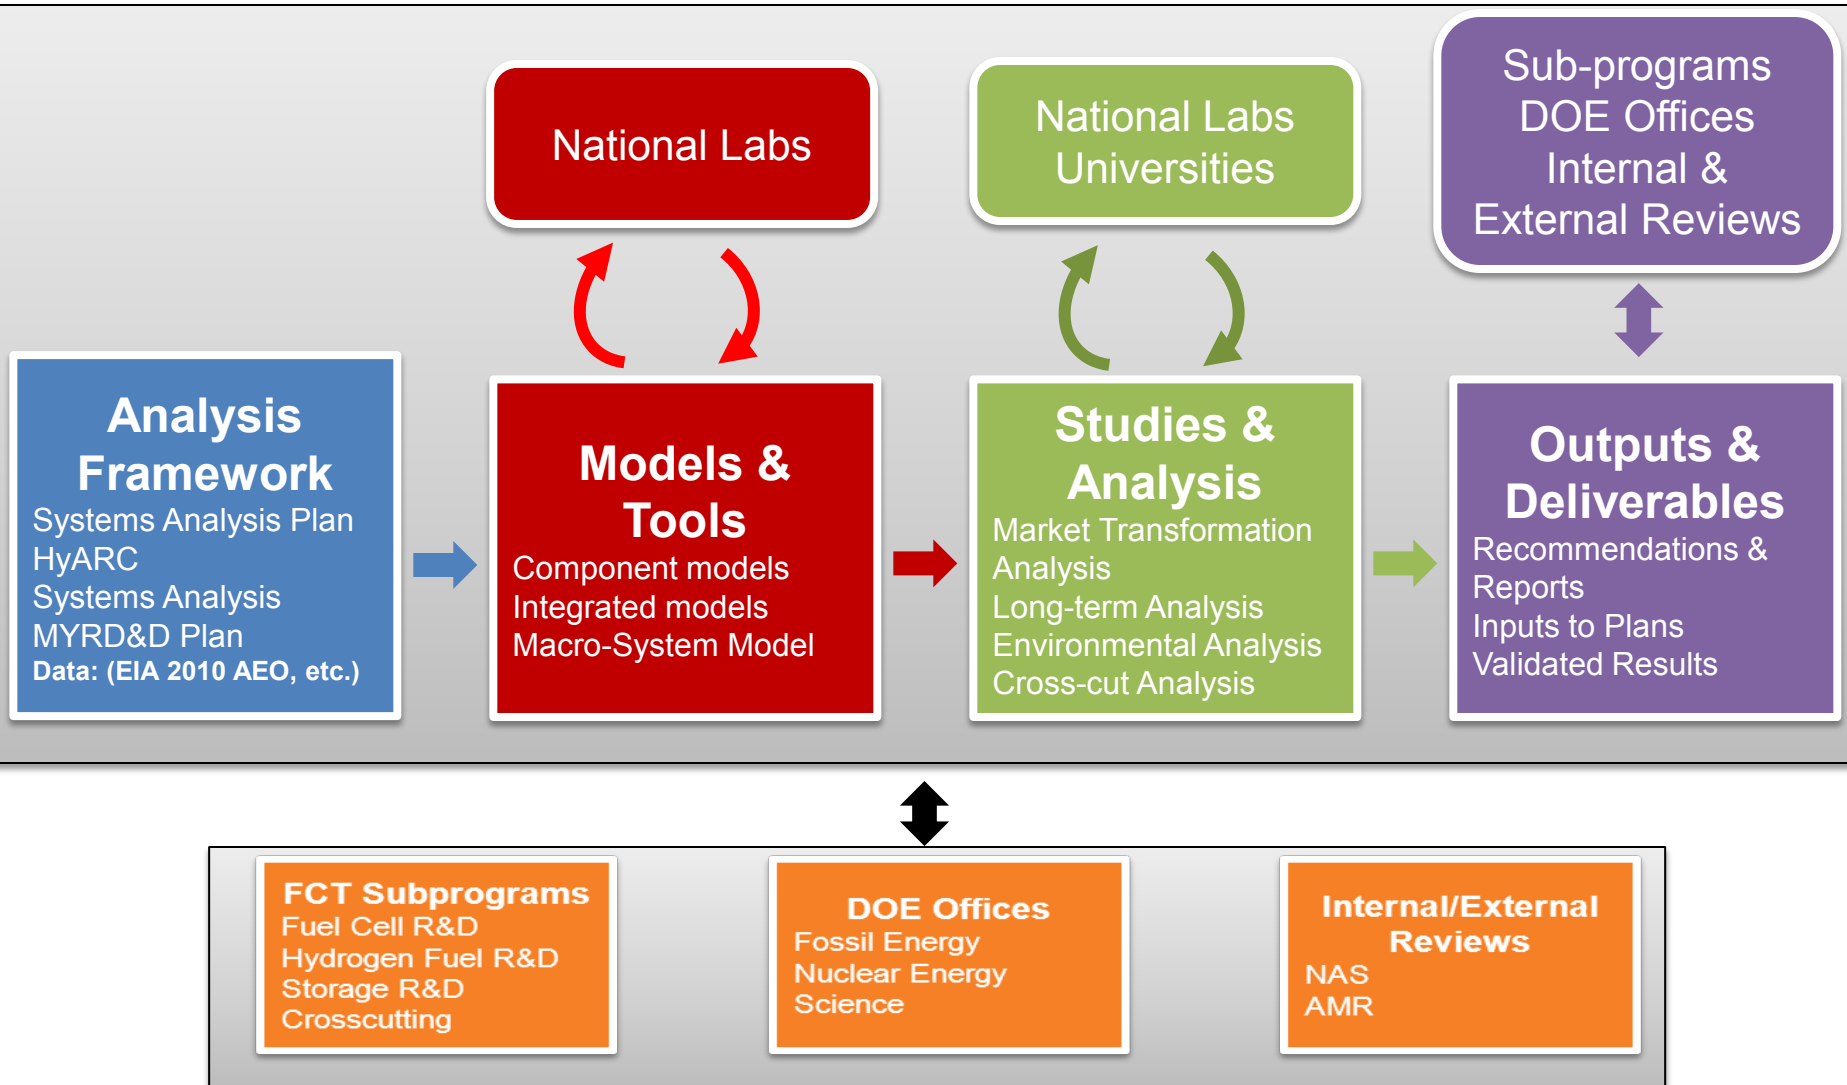 National Labs
National Labs
Universities
Sub-programs
DOE Offices
Internal &
External Reviews
Analysis
Framework
Systems Analysis Plan
HyARC
Systems Analysis
MYRD&D Plan
Data: (EIA 2010 AEO, etc.)
Models &
Tools
Component models
Integrated models
Macro-System Model
Studies &
Analysis
Market Transformation
Analysis
Long-term Analysis
Environmental Analysis
Cross-cut Analysis
Outputs &
Deliverables
Recommendations &
Reports
Inputs to Plans
Validated Results
FCT Subprograms
Fuel Cell R&D
Hydrogen Fuel R&D
Storage R&D
Crosscutting
DOE Offices
Fossil Energy
Nuclear Energy
Science
Internal/External
Reviews
NAS
AMR